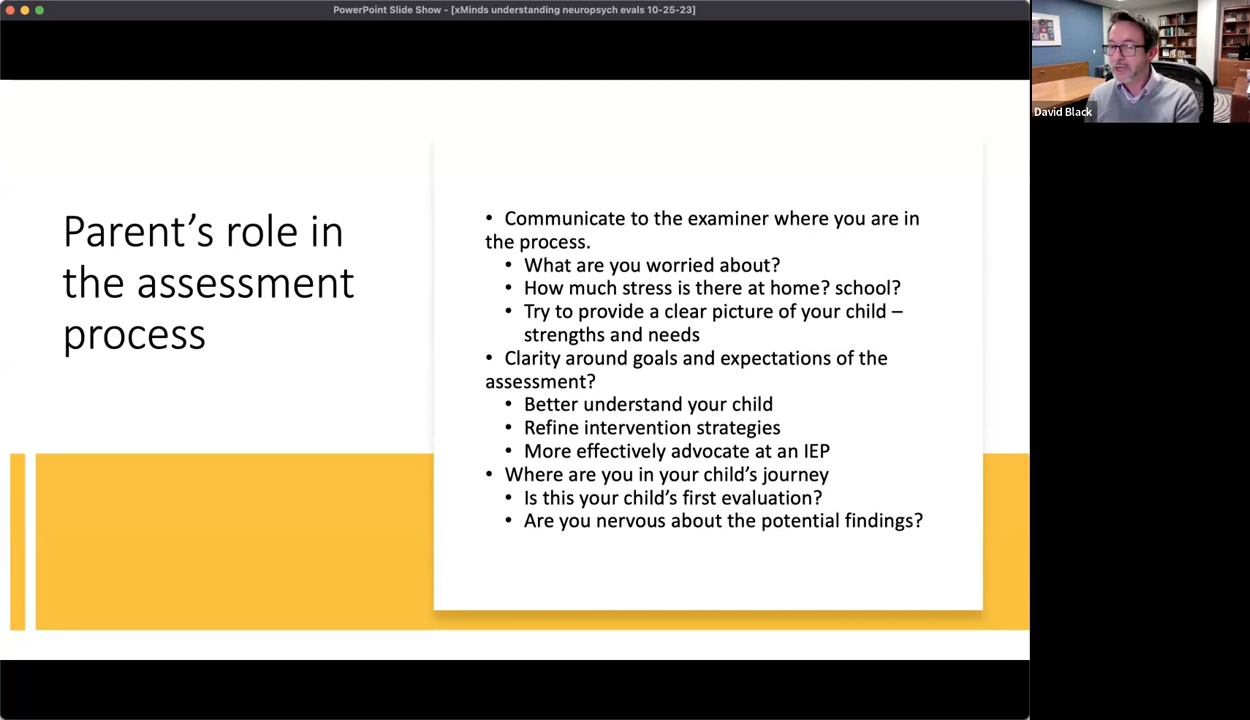 PowerPoint Slide Show - [xMinds understanding neuropsych evals 10-25-23]
David Black
Parent’s role in
the assessment
process
• Communicate to the examiner where you are in
the process.
• What are you worried about?
• How much stress is there at home? school?
• Try to provide a clear picture of your child –
strengths and needs
• Clarity around goals and expectations of the
assessment?
• Better understand your child
• Refine intervention strategies
• More effectively advocate at an IEP
• Where are you in your child’s journey
• Is this your child’s first evaluation?
• Are you nervous about the potential findings?